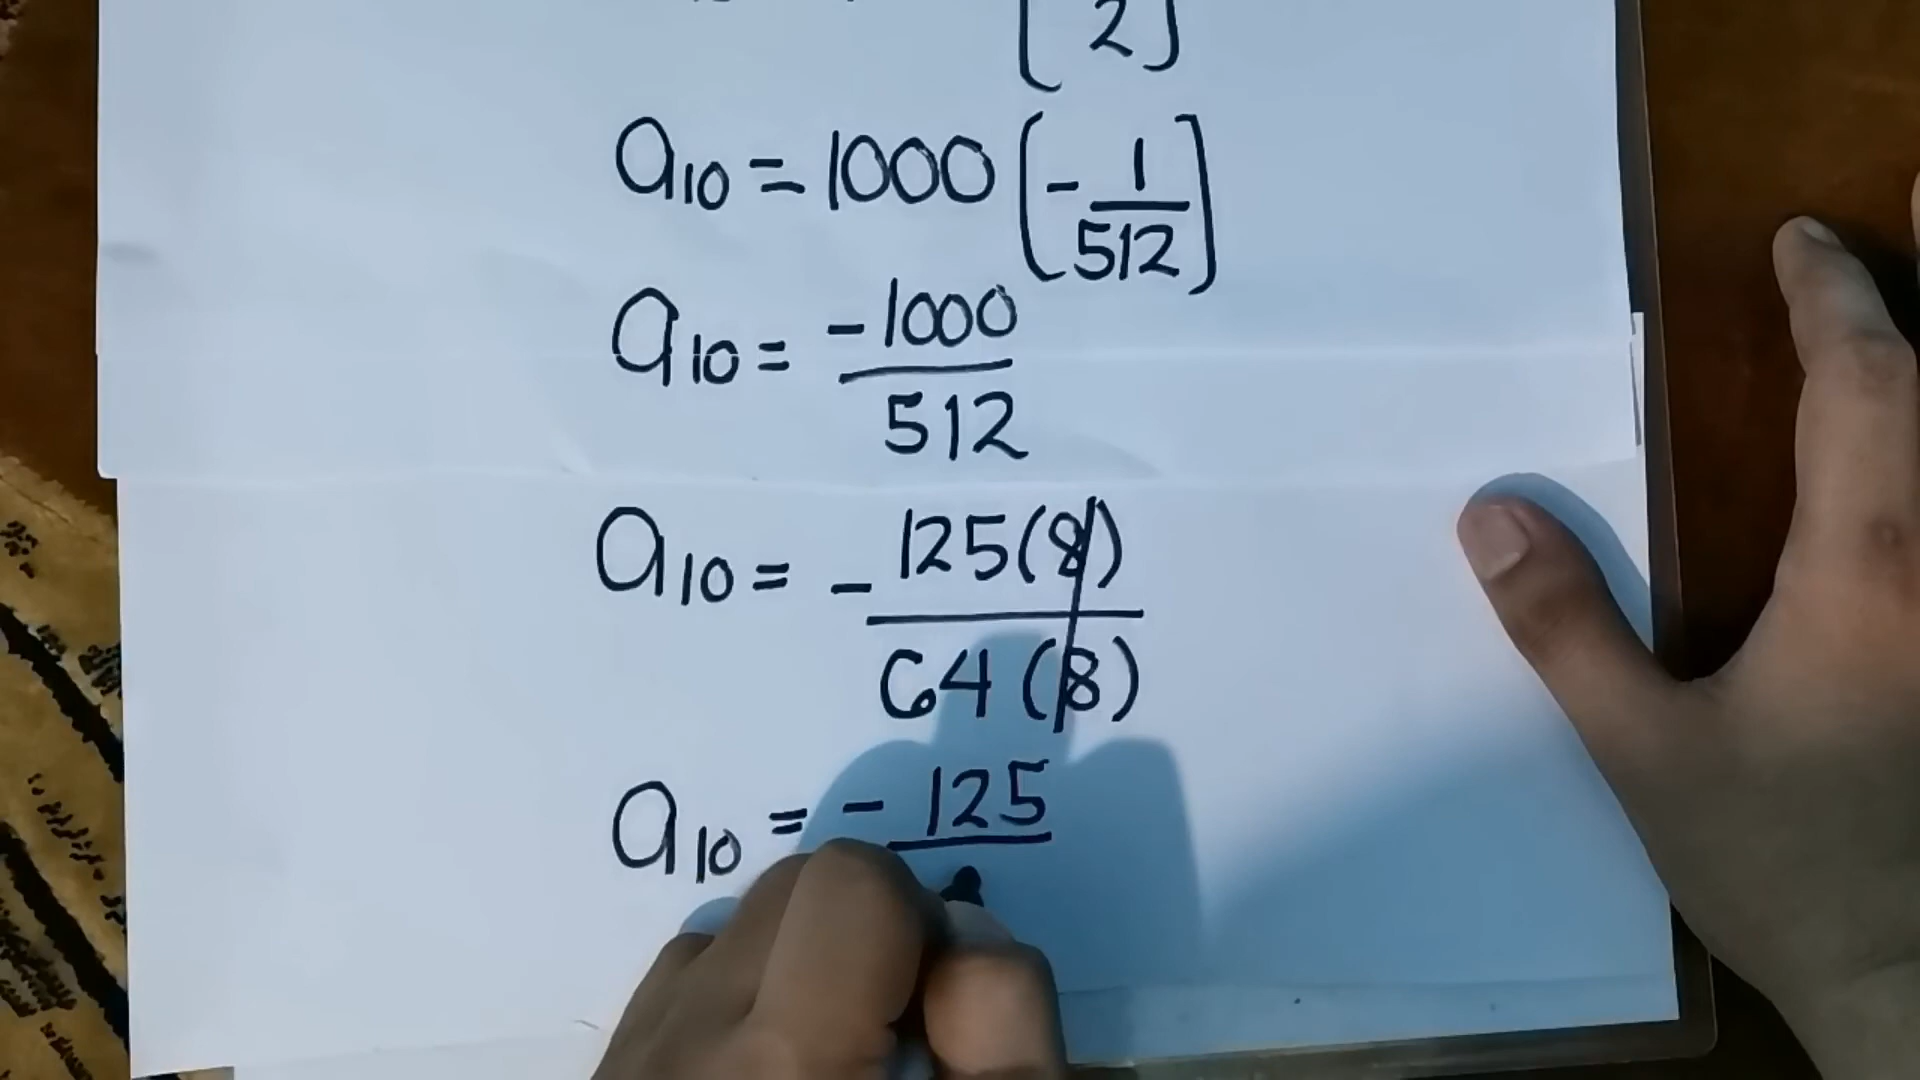 2
a10 = 1000 [- 1/512]
a10 = -1000/512
a10 = - 125(8)/64(8)
a10 = - 125